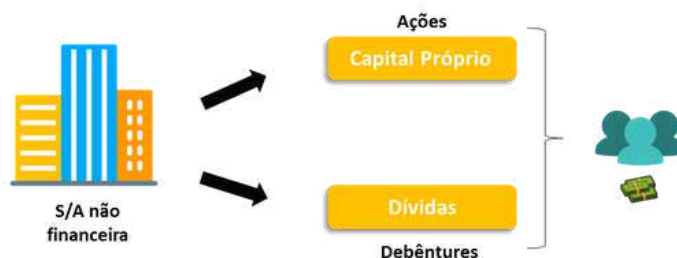 Ações
Capital Próprio
S/A não
financeira
Dívidas
Debêntures